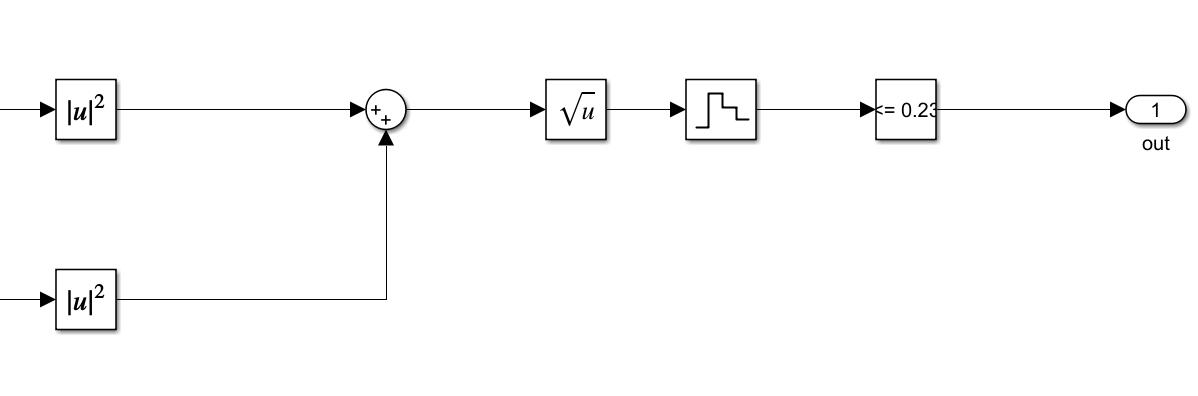 |u|²
+
+
√u
<= 0.23
1
out
|u|²